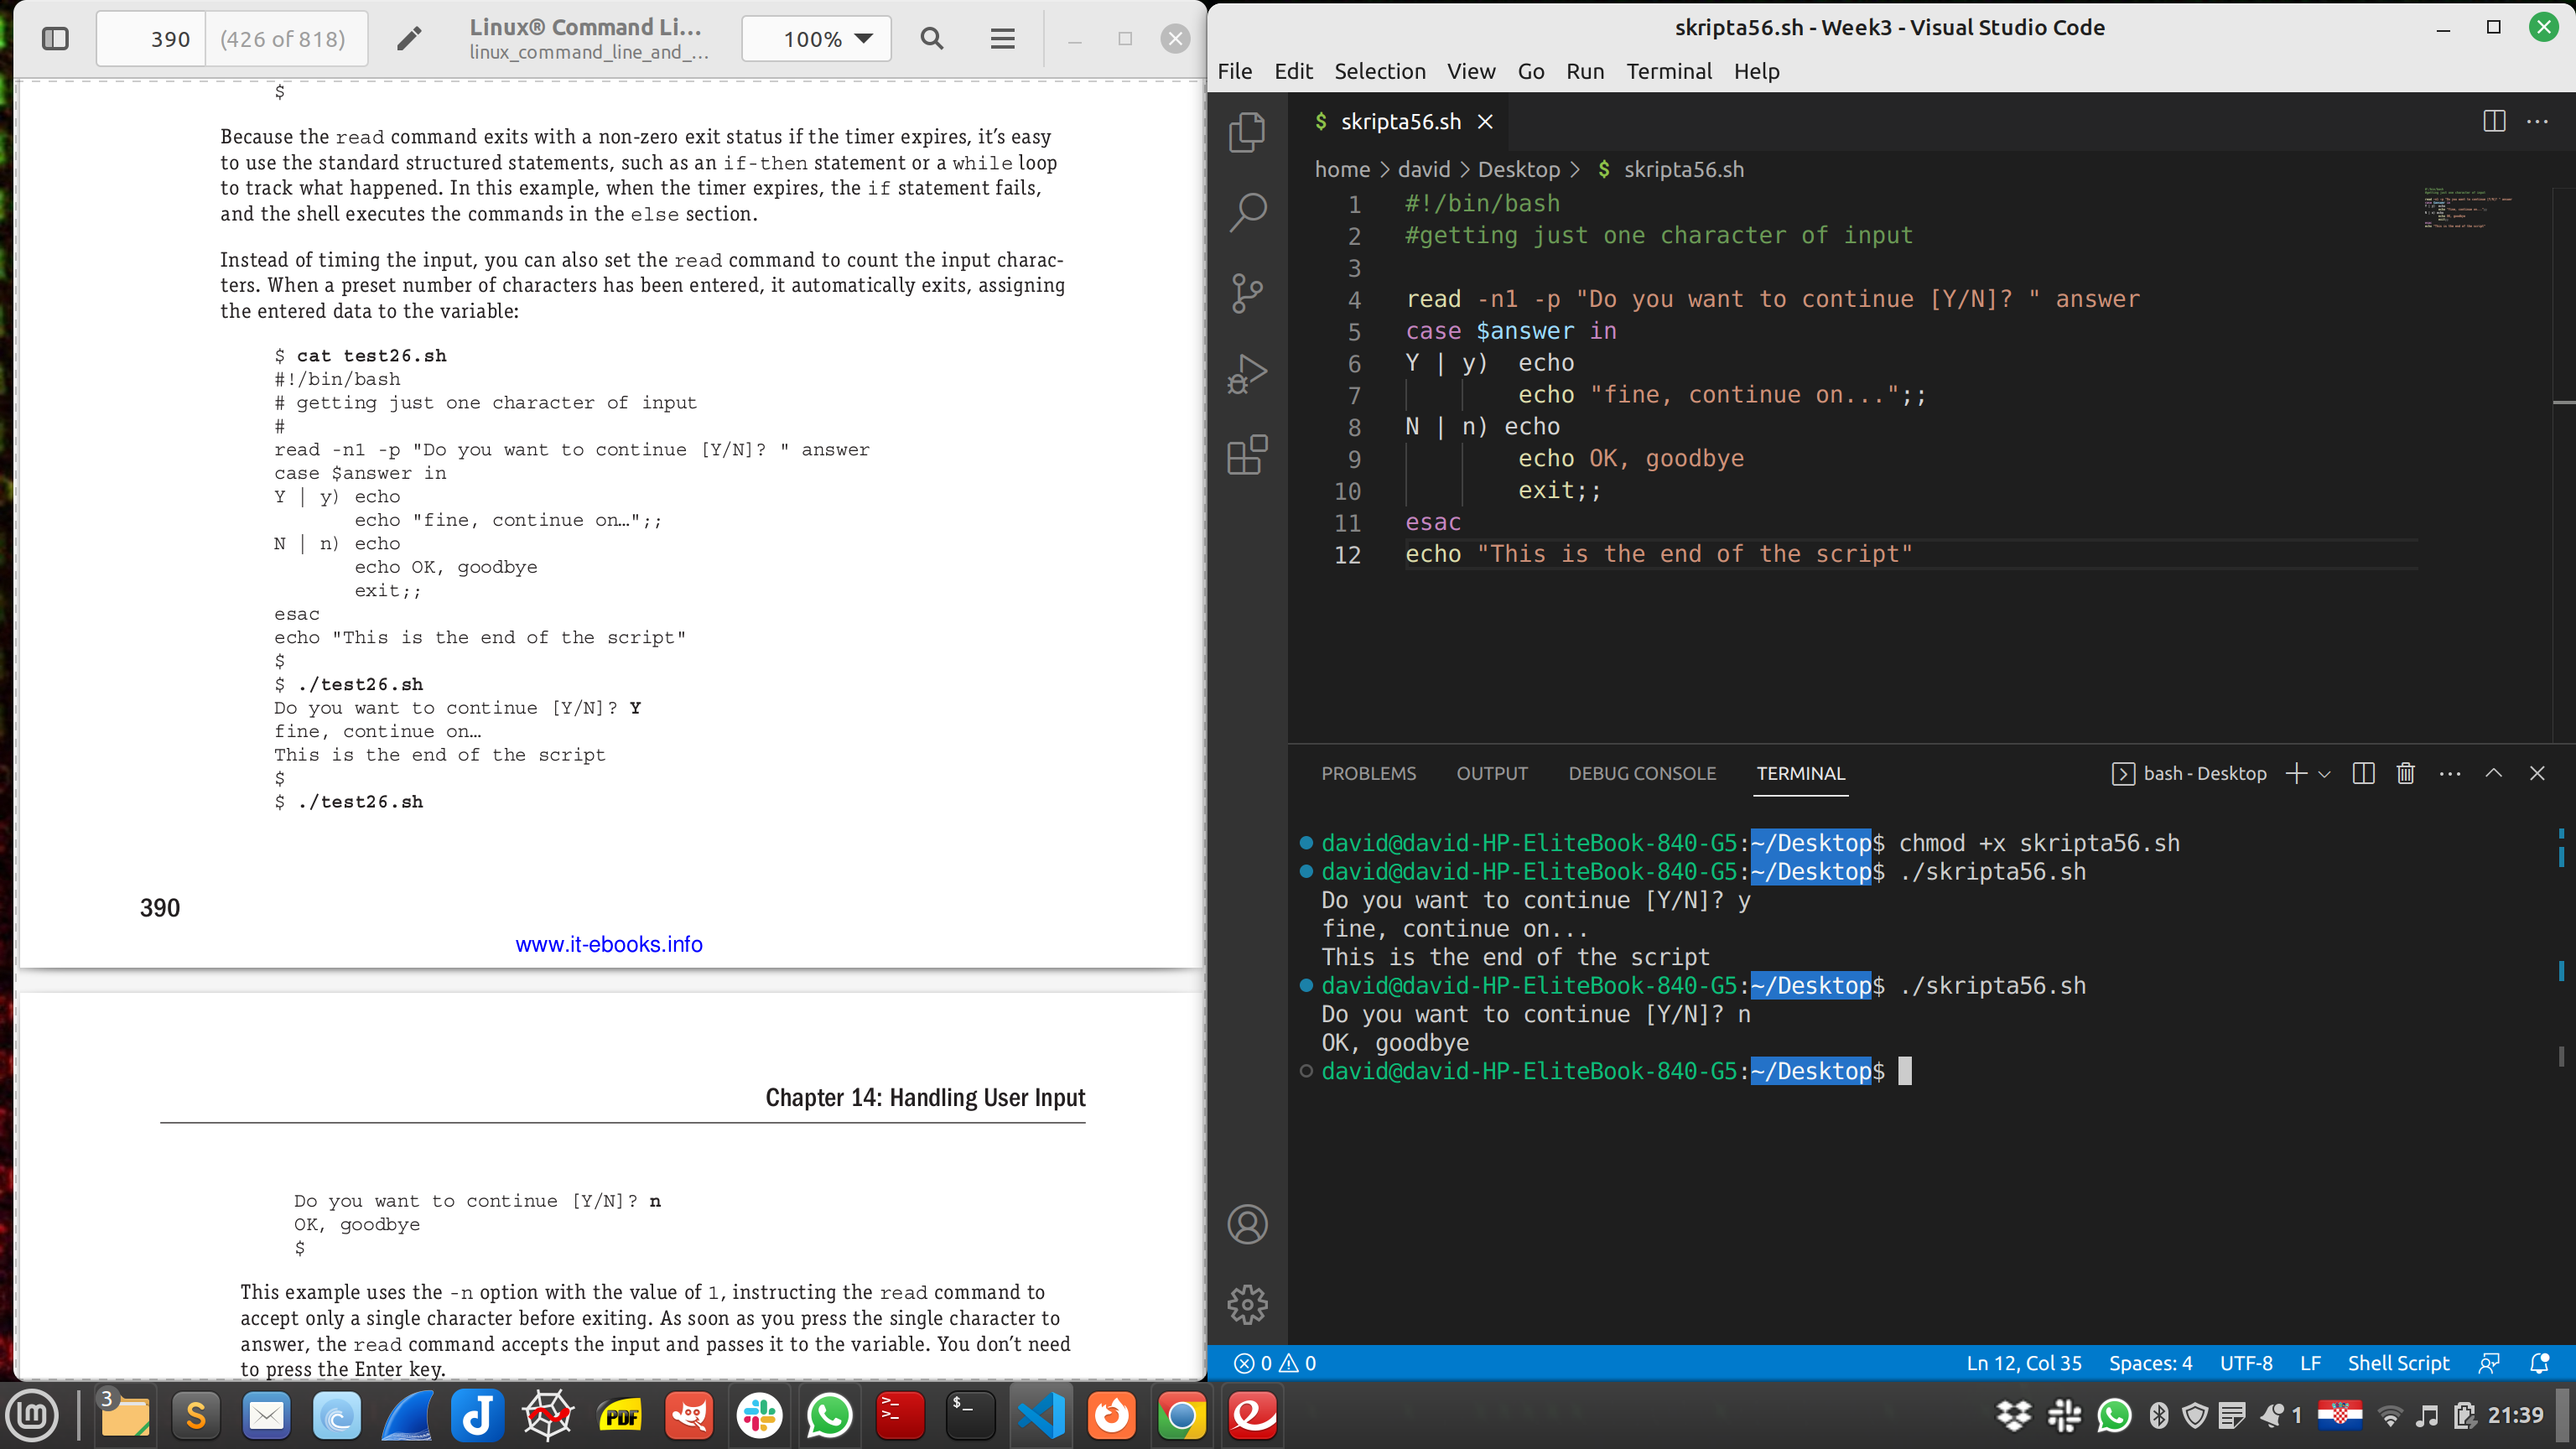 390
(426 of 818)
Linux® Command Li...
linux_command_line_and_...
100%
$
Because the read command exits with a non-zero exit status if the timer expires, it’s easy
to use the standard structured statements, such as an if-then statement or a while loop
to track what happened. In this example, when the timer expires, the if statement fails,
and the shell executes the commands in the else section.
Instead of timing the input, you can also set the read command to count the input charac-
ters. When a preset number of characters has been entered, it automatically exits, assigning
the entered data to the variable:
$ cat test26.sh
#!/bin/bash
# getting just one character of input
#
read -n1 -p "Do you want to continue [Y/N]? " answer
case $answer in
Y | y) echo
echo "fine, continue on…";;
N | n) echo
echo OK, goodbye
exit;;
esac
echo "This is the end of the script"
$
$ ./test26.sh
Do you want to continue [Y/N]? Y
fine, continue on…
This is the end of the script
$
$ ./test26.sh
390
www.it-ebooks.info
Chapter 14: Handling User Input
Do you want to continue [Y/N]? n
OK, goodbye
$
This example uses the -n option with the value of 1, instructing the read command to
accept only a single character before exiting. As soon as you press the single character to
answer, the read command accepts the input and passes it to the variable. You don’t need
to press the Enter key.
skripta56.sh - Week3 - Visual Studio Code
File Edit Selection View Go Run Terminal Help
$ skripta56.sh
home > david > Desktop > $ skripta56.sh
1 #!/bin/bash
2 #getting just one character of input
3
4 read -n1 -p "Do you want to continue [Y/N]? " answer
5 case $answer in
6 Y | y)  echo
7 echo "fine, continue on...";;
8 N | n) echo
9 echo OK, goodbye
10 exit;;
11 esac
12 echo "This is the end of the script"
PROBLEMS OUTPUT DEBUG CONSOLE TERMINAL
bash - Desktop
david@david-HP-EliteBook-840-G5:~/Desktop$ chmod +x skripta56.sh
david@david-HP-EliteBook-840-G5:~/Desktop$ ./skripta56.sh
Do you want to continue [Y/N]? y
fine, continue on...
This is the end of the script
david@david-HP-EliteBook-840-G5:~/Desktop$ ./skripta56.sh
Do you want to continue [Y/N]? n
OK, goodbye
david@david-HP-EliteBook-840-G5:~/Desktop$
0 0
Ln 12, Col 35 Spaces: 4 UTF-8 LF Shell Script
3
S
PDF
$_
1
21:39